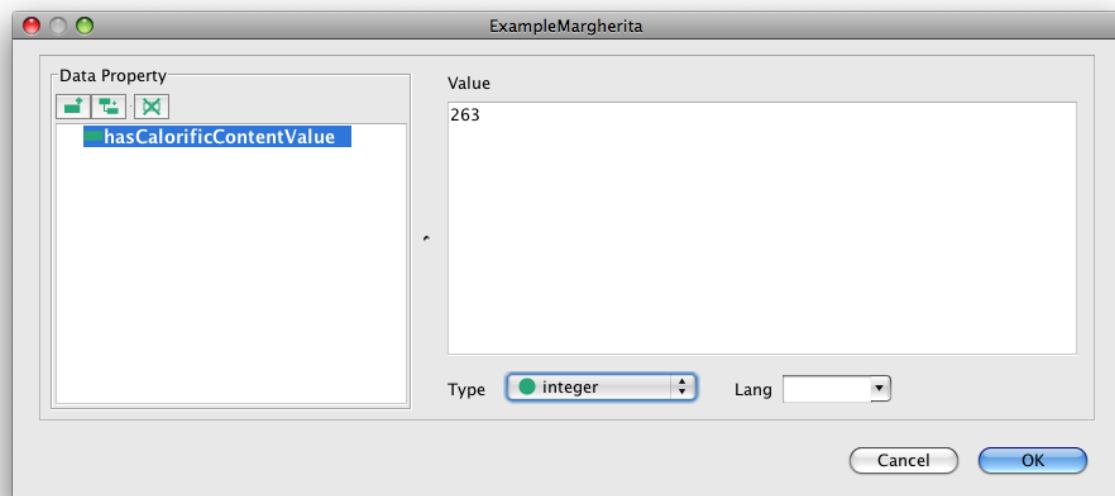 ExampleMargherita
Data Property
hasCalorificContentValue
Value
263
Type
integer
Lang
Cancel
OK